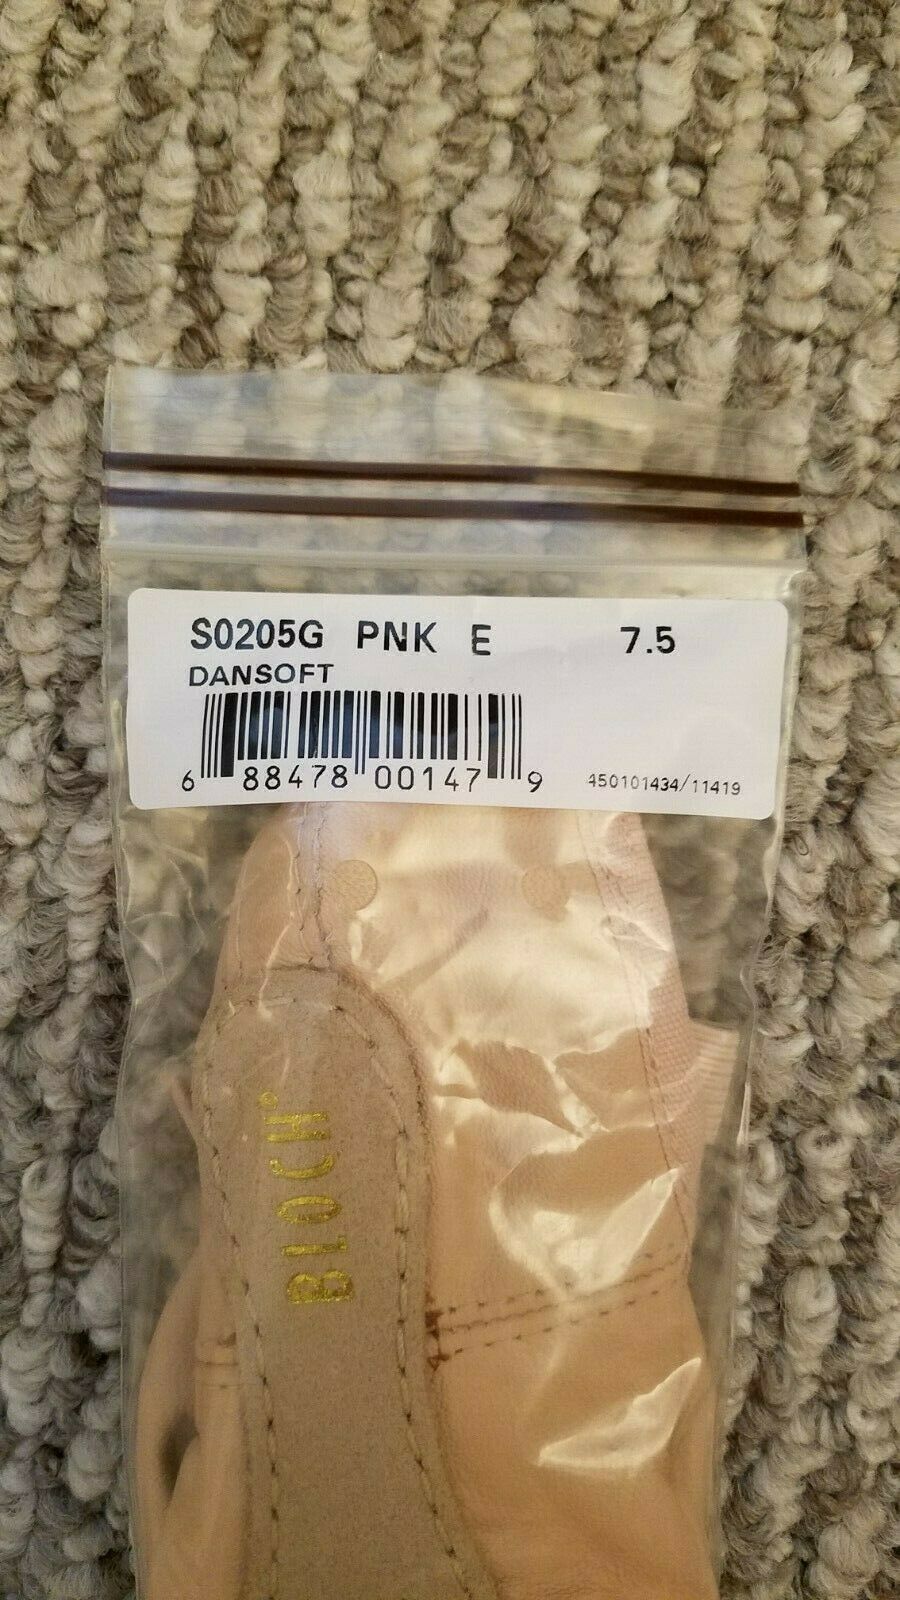 S0205G PNK E 7.5
DANSOFT
6 88478 00147 9
450101434/11419
BLOCH®